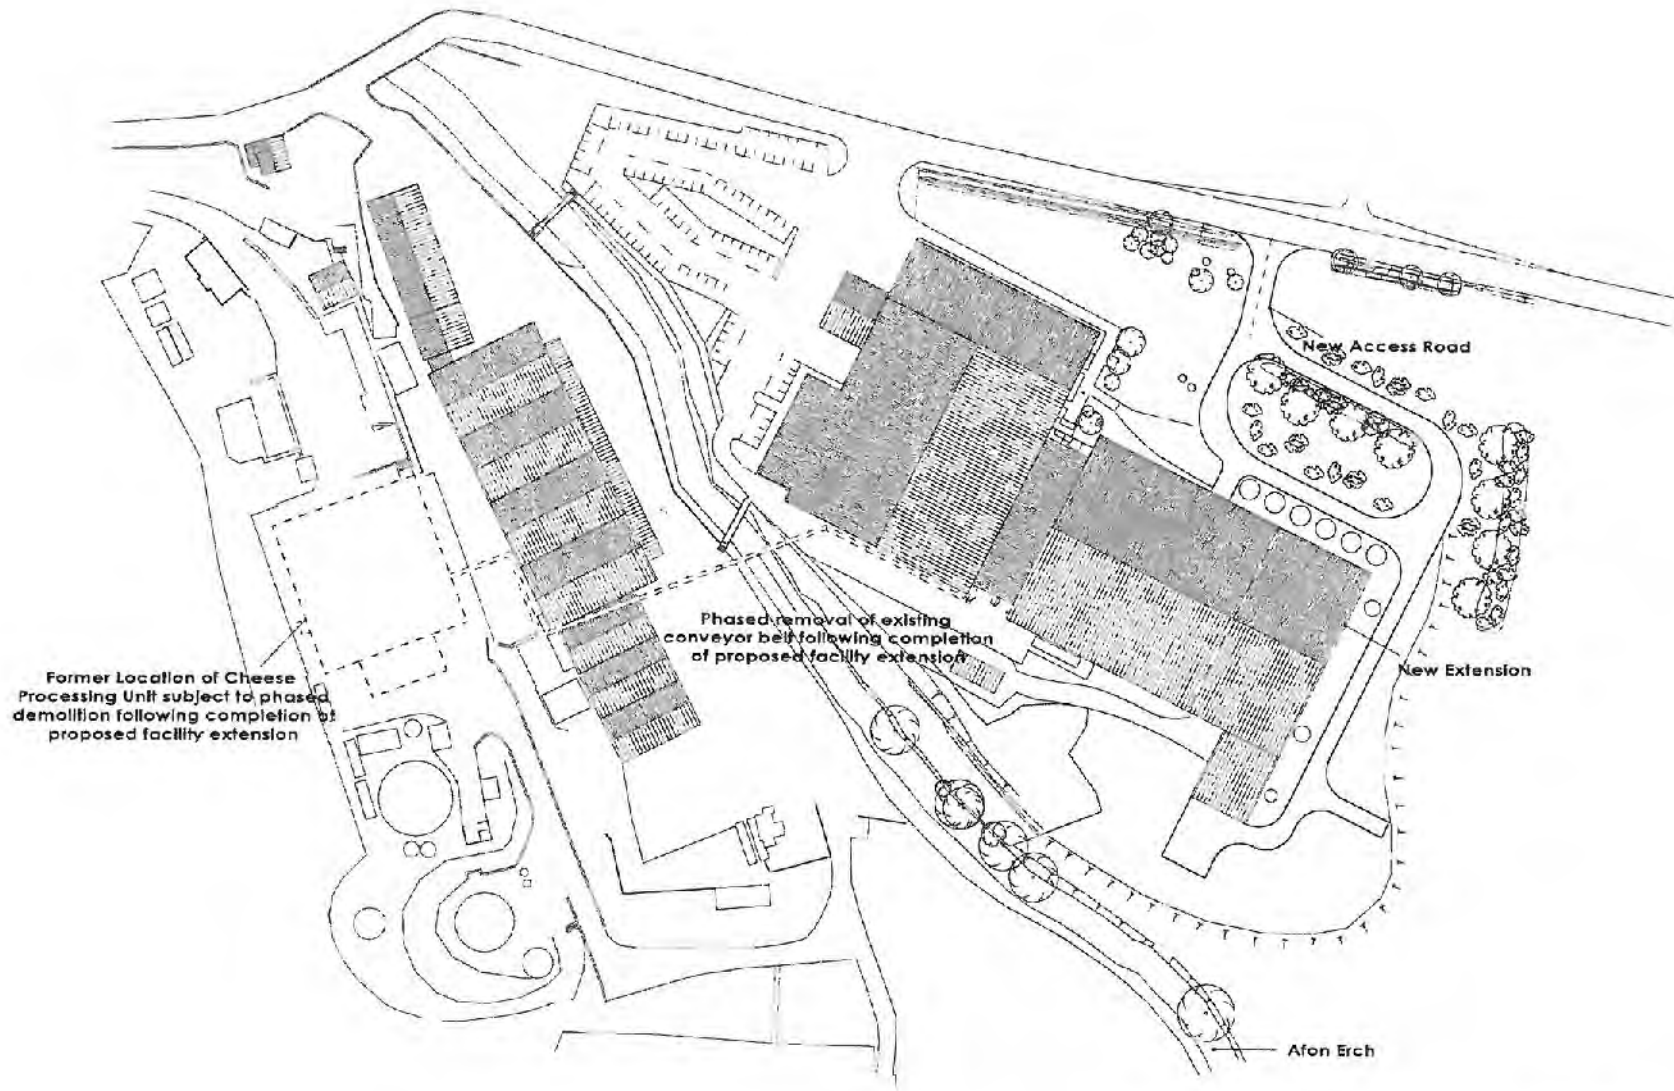 New Access Road
Phased removal of existing
conveyor belt following completion
of proposed facility extension
New Extension
Former Location of Cheese
Processing Unit subject to phased
demolition following completion of
proposed facility extension
Afon Erch